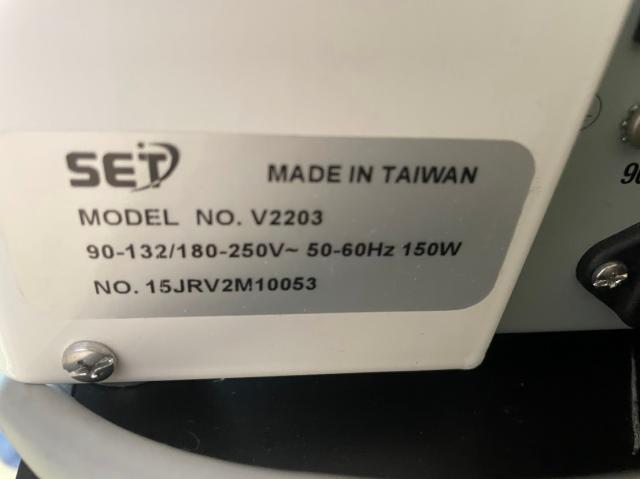 SET
MADE IN TAIWAN
MODEL NO. V2203
90-132/180-250V~ 50-60Hz 150W
NO. 15JRV2M10053